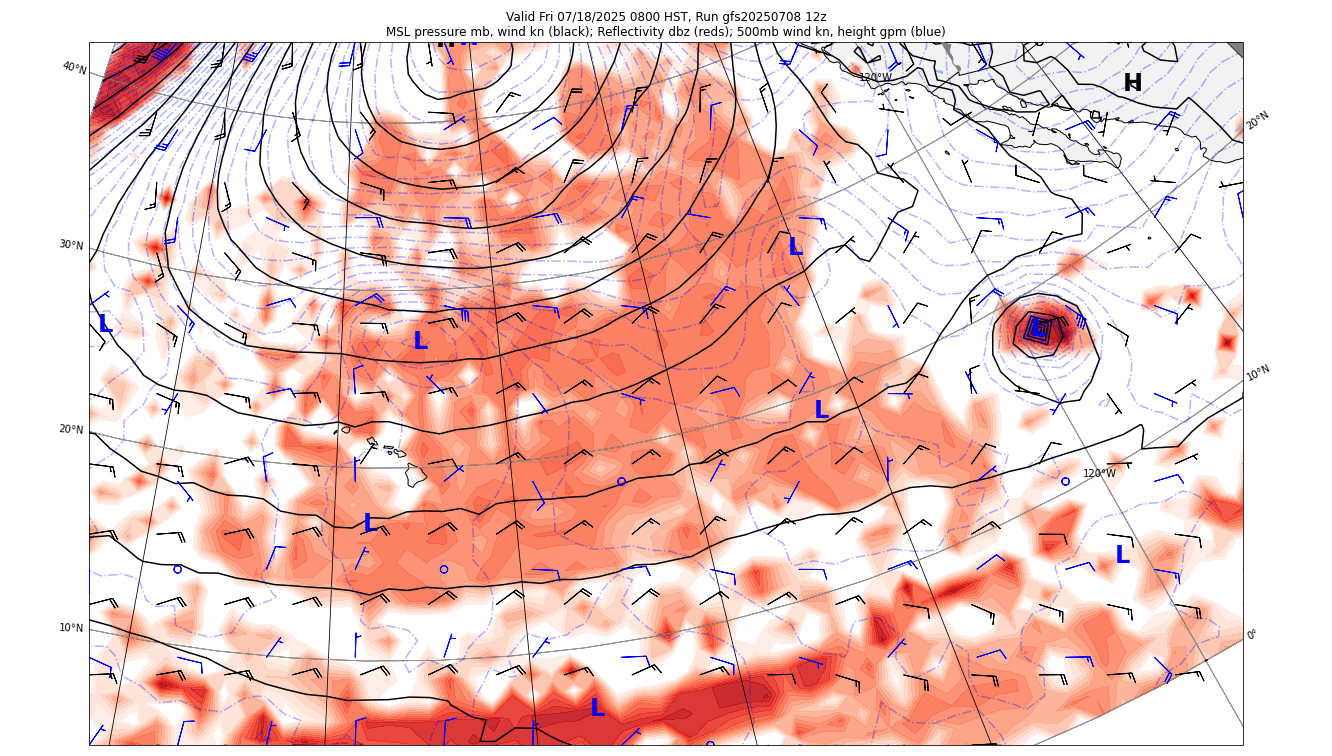 Valid Fri 07/18/2025 0800 HST, Run gfs20250708 12z
MSL pressure mb, wind kn (black); Reflectivity dbz (reds); 500mb wind kn, height gpm (blue)
40°N
120°W
H
20°N
30°N
L
L
L
L
10°N
L
20°N
120°W
L
L
10°N
0°
L